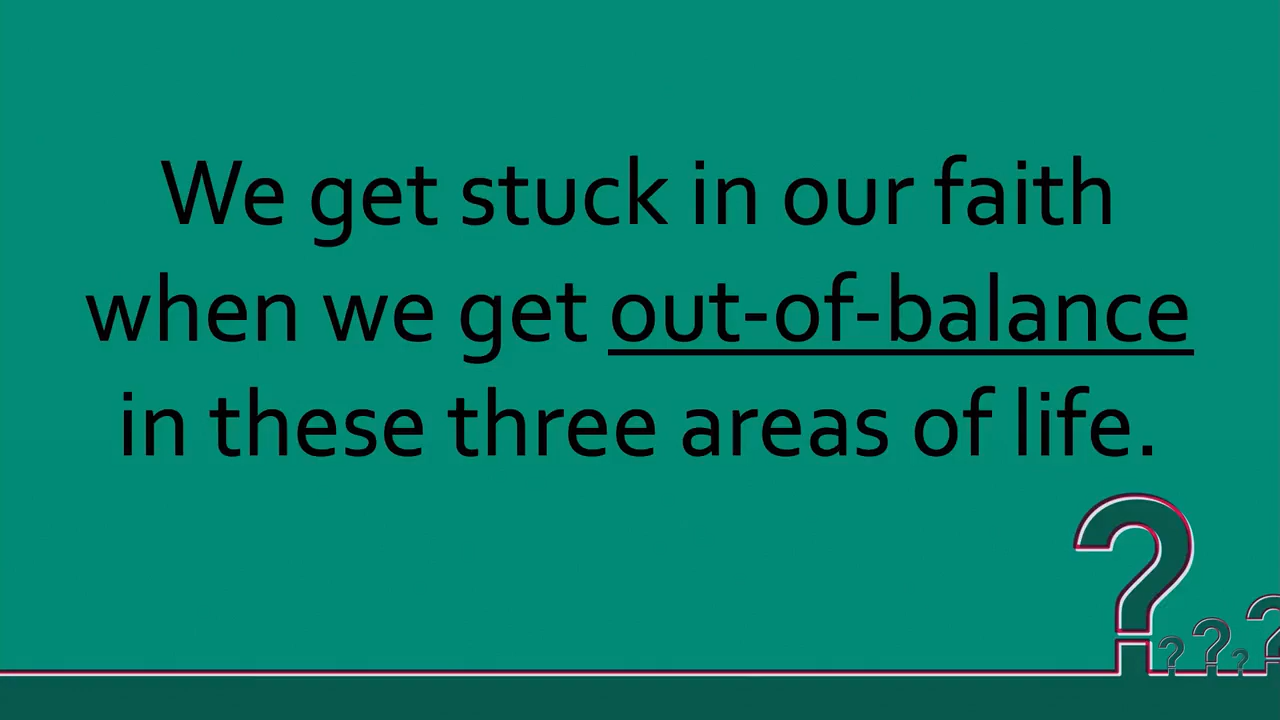 We get stuck in our faith
when we get out-of-balance
in these three areas of life.